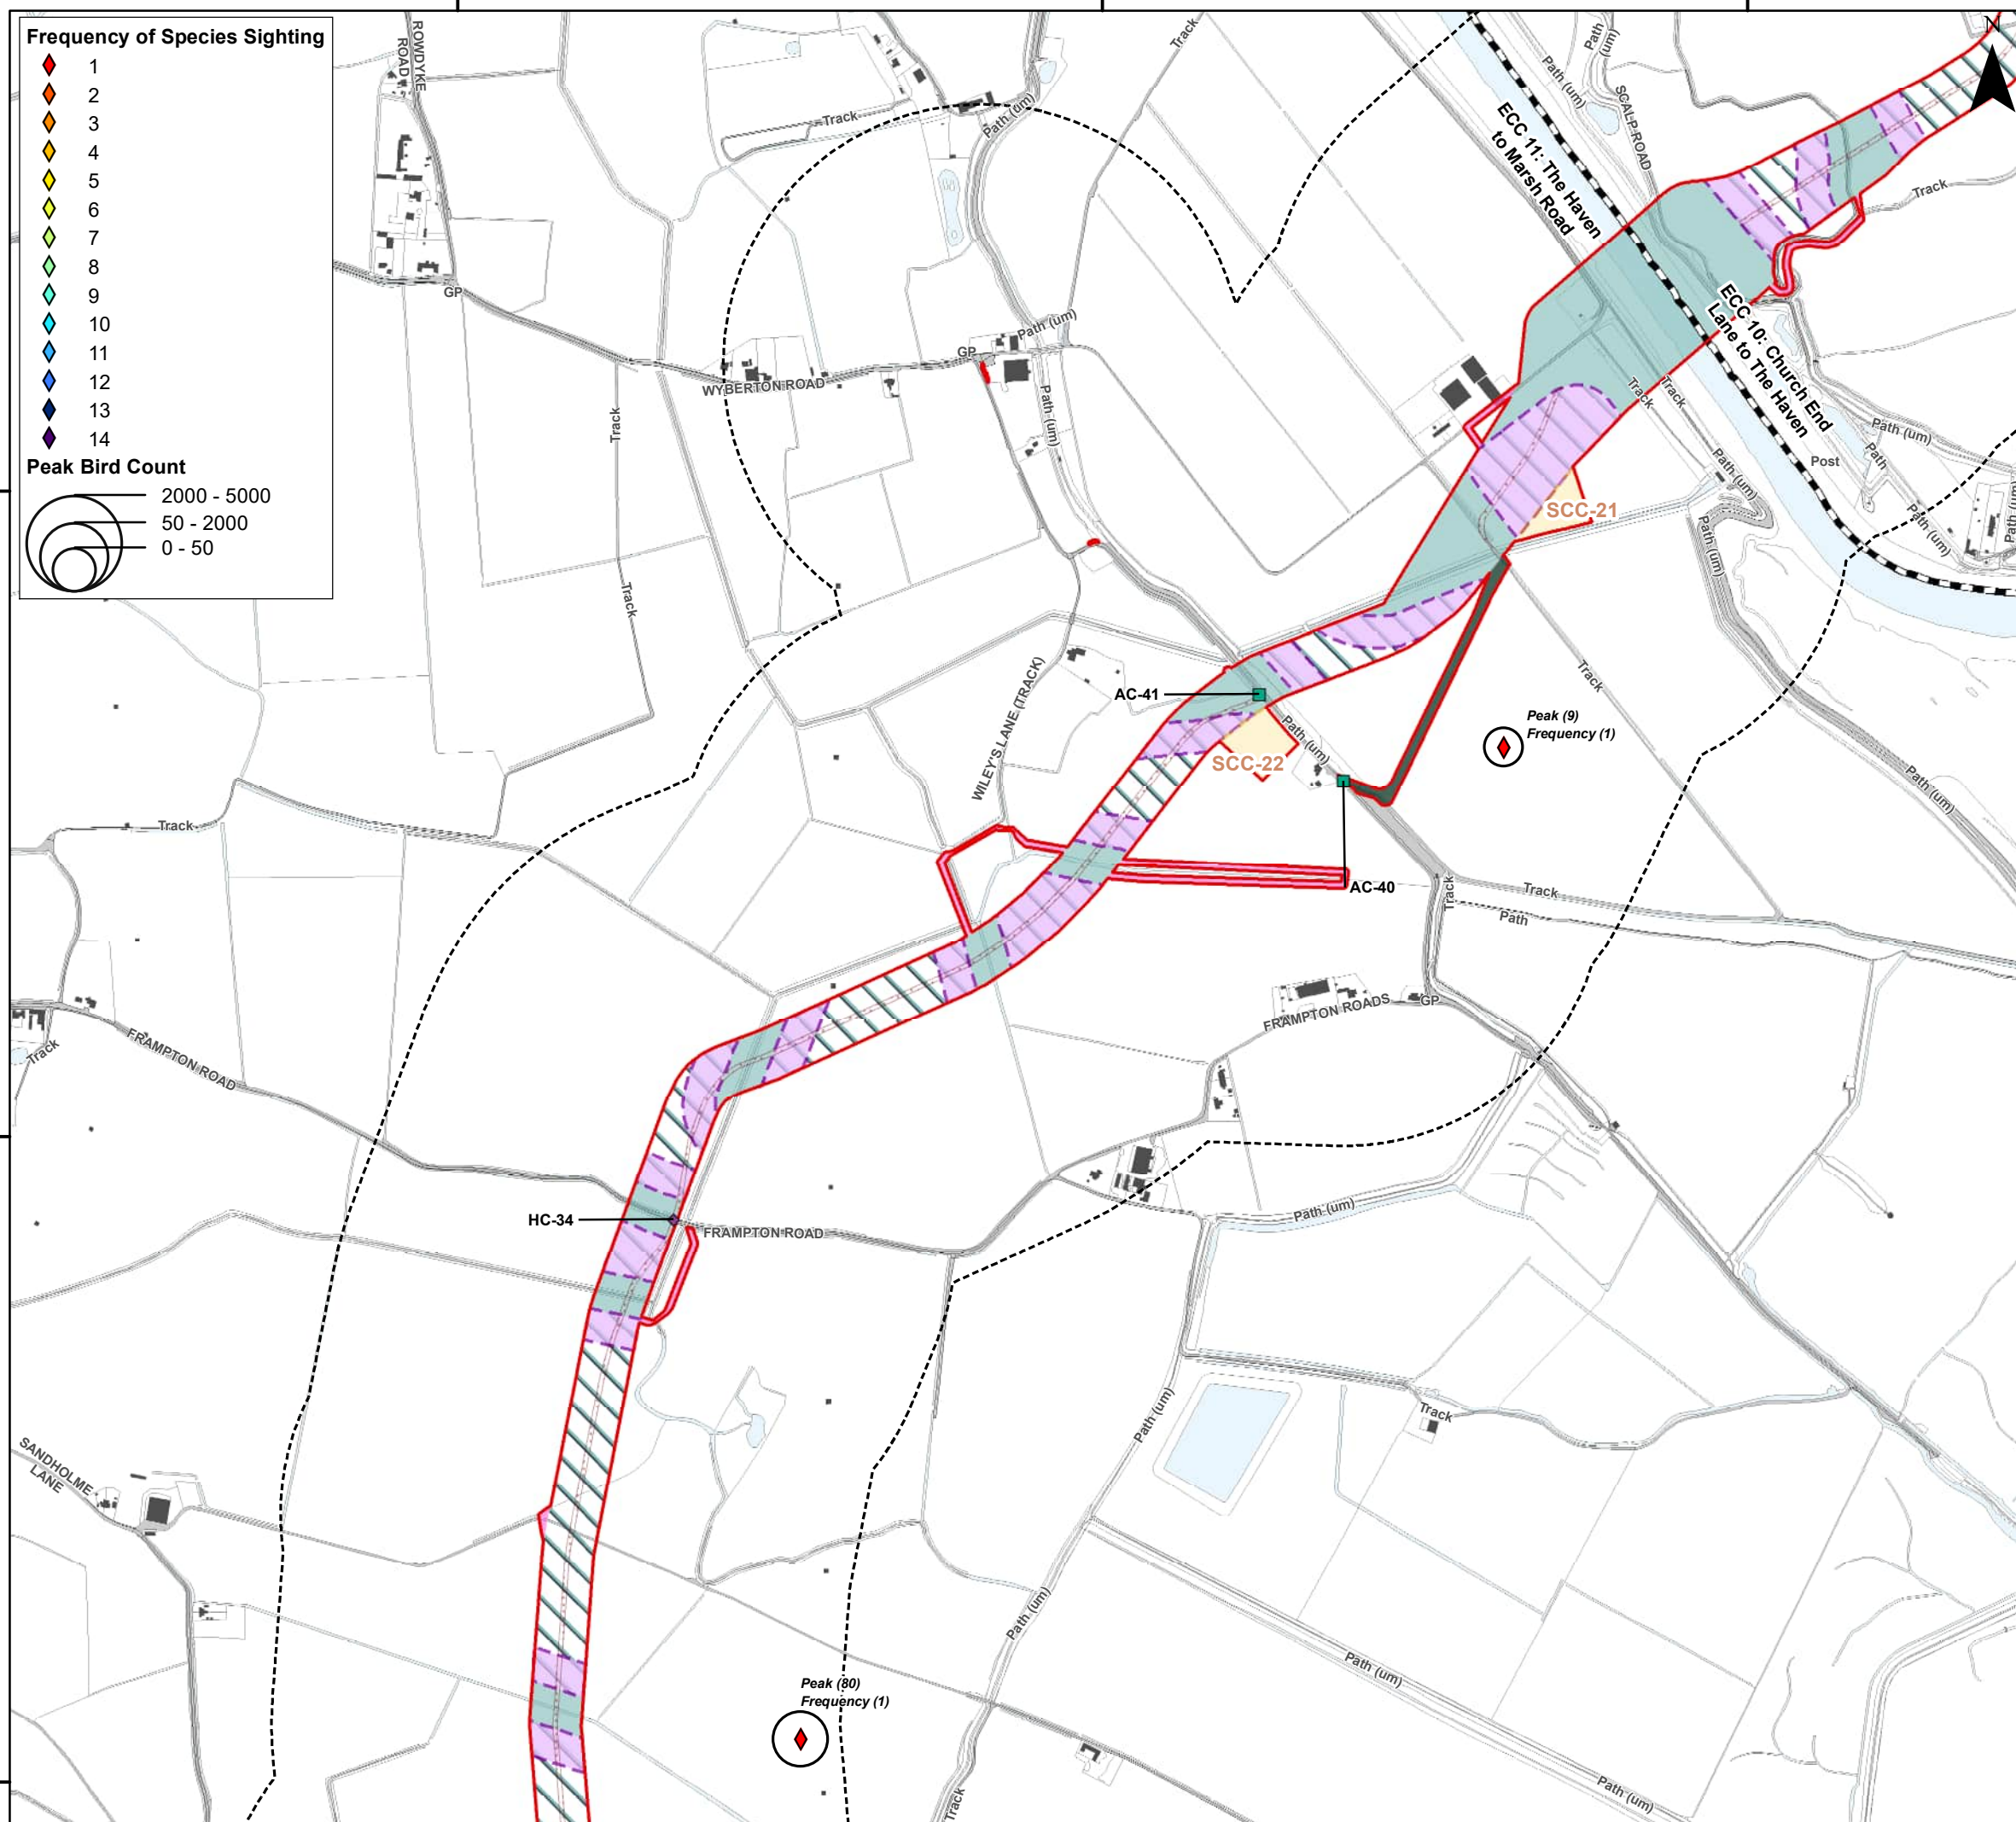 Frequency of Species Sighting
1
2
3
4
5
6
7
8
9
10
11
12
13
14
Peak Bird Count
2000 - 5000
50 - 2000
0 - 50
ROWDYKE
ROAD
Track
Path (um)
Track
Path (um)
Path
(um)
SCALP ROAD
N
ECC 11: The Haven
to Marsh Road
Track
GP
WYBERTON ROAD
GP
Path (um)
Path (um)
Track
Track
ECC 10: Church End
Lane to The Haven
Track
Track
Path (um)
Path
Post
Path (um)
Path (um)
Path (um)
Path (um)
SCC-21
Track
AC-41
WILEY'S LANE (TRACK)
Path (um)
SCC-22
Peak (9)
Frequency (1)
Path (um)
Track
AC-40
Track
Track
Path
FRAMPTON ROADS
GP
Track
FRAMPTON ROAD
HC-34
FRAMPTON ROAD
Path (um)
SANDHOLME
LANE
Path (um)
Track
Path (um)
Path (um)
Peak (80)
Frequency (1)
Track
Path (um)